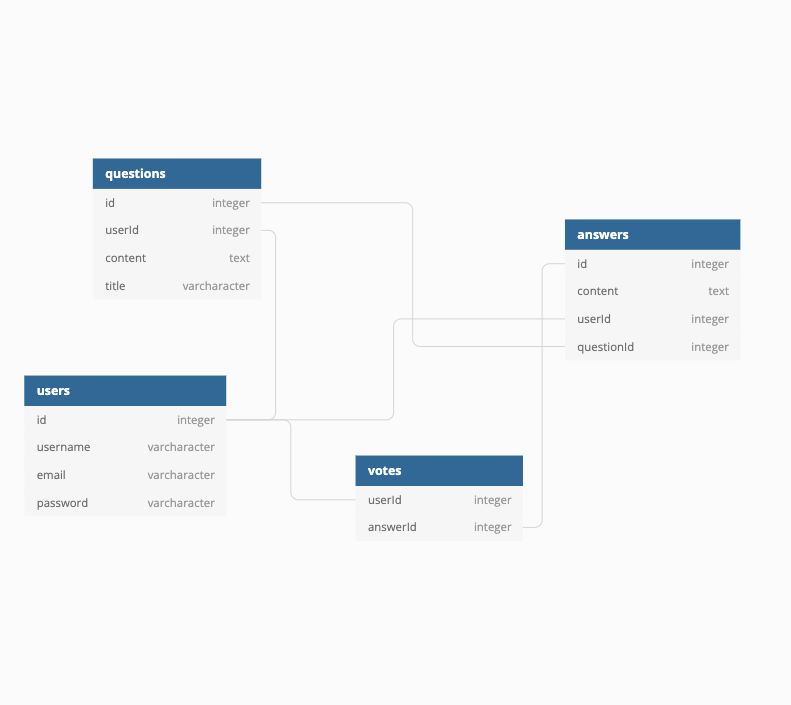 questions
id integer
userId integer
content text
title varcharacter
answers
id integer
content text
userId integer
questionId integer
users
id integer
username varcharacter
email varcharacter
password varcharacter
votes
userId integer
answerId integer